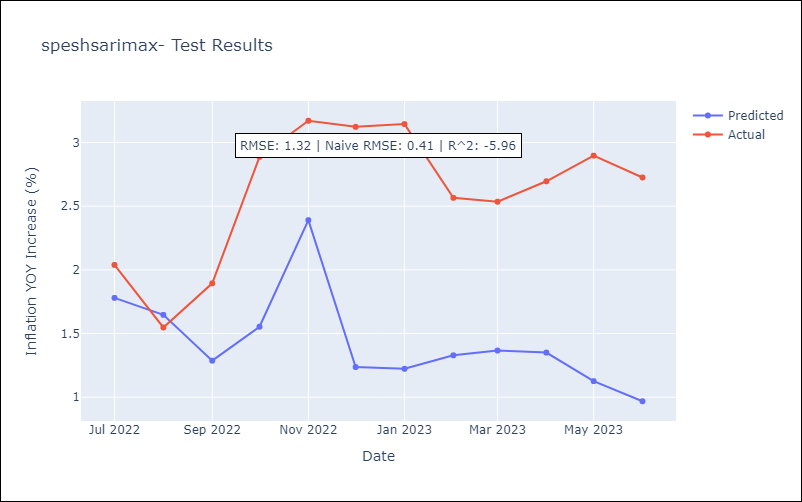 speshsarimax- Test Results
Predicted
Actual
RMSE: 1.32 | Naive RMSE: 0.41 | R^2: -5.96
Inflation YOY Increase (%)
3
2.5
2
1.5
1
Jul 2022
Sep 2022
Nov 2022
Jan 2023
Mar 2023
May 2023
Date